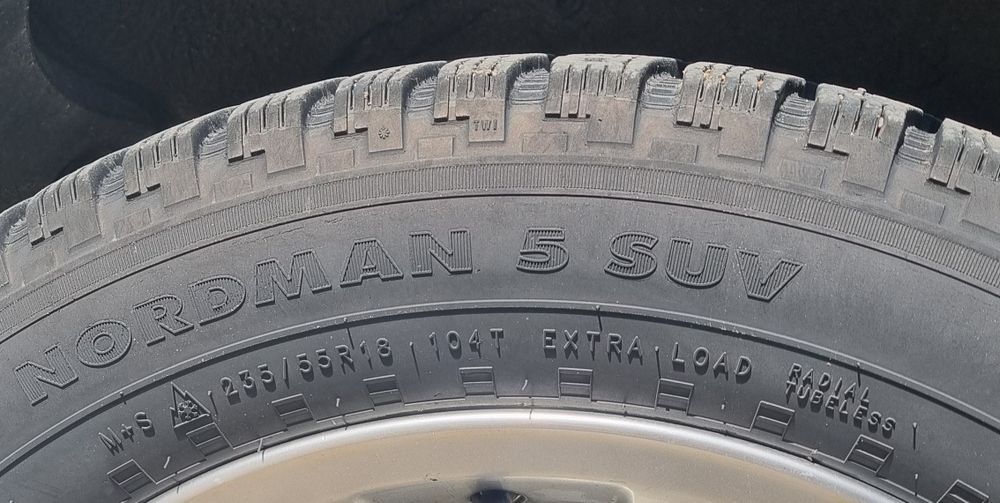 TWI
NORDMAN 5 SUV
M+S 235/55R18 104T EXTRA LOAD
RADIAL
TUBELESS